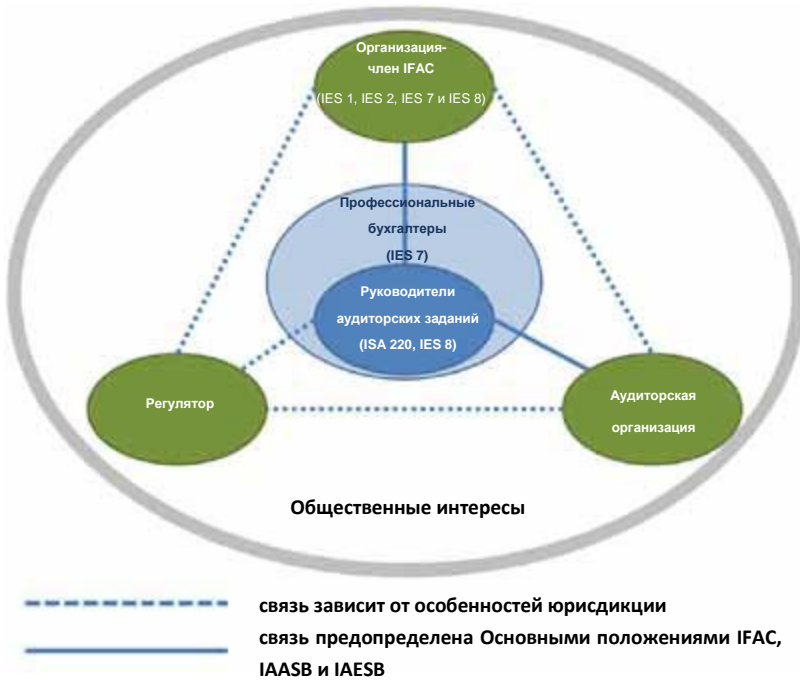 Организация-
член IFAC
(IES 1, IES 2, IES 7 и IES 8)
Профессиональные
бухгалтеры
(IES 7)
Руководители
аудиторских заданий
(ISA 220, IES 8)
Регулятор
Аудиторская
организация
Общественные интересы
связь зависит от особенностей юрисдикции
связь предопределена Основными положениями IFAC,
IAASB и IAESB